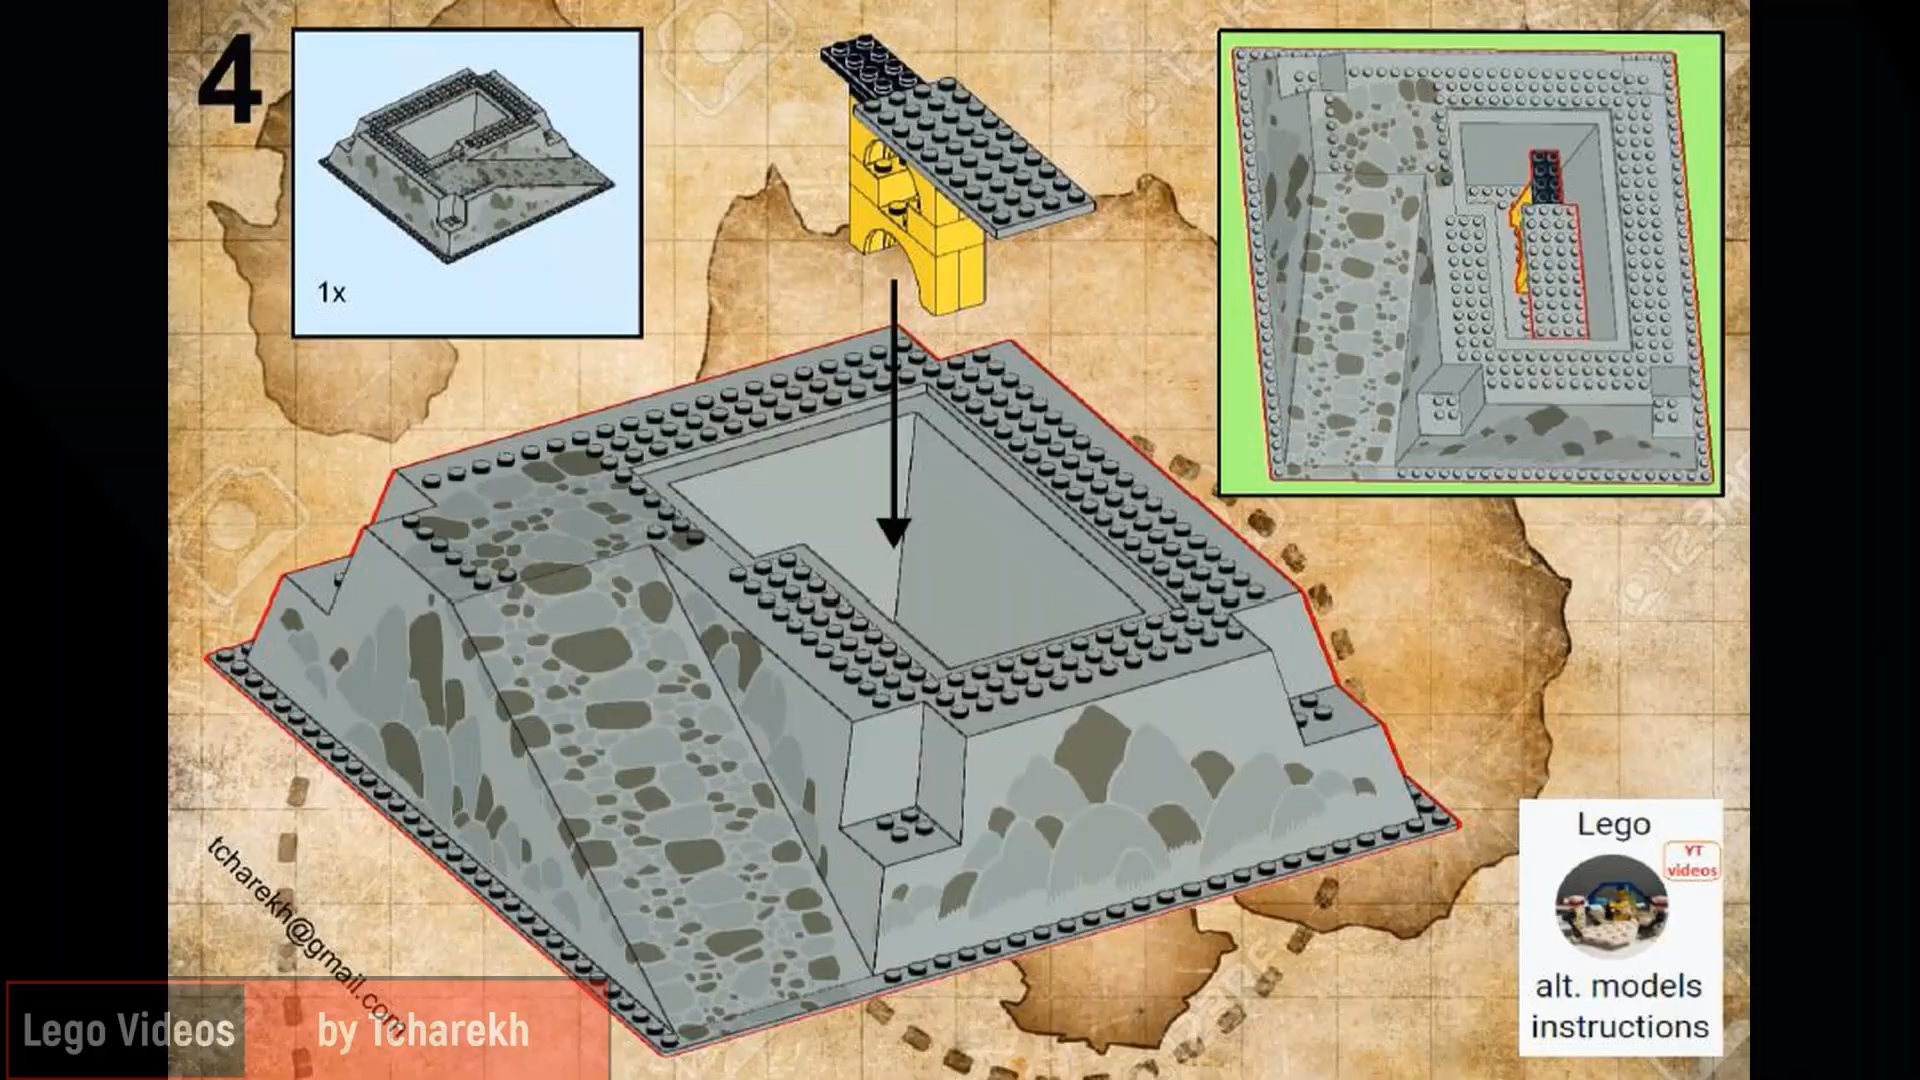 4
1x
tcharekh@gmail.com
Lego
YT
videos
alt. models
instructions
Lego Videos by Tcharekh